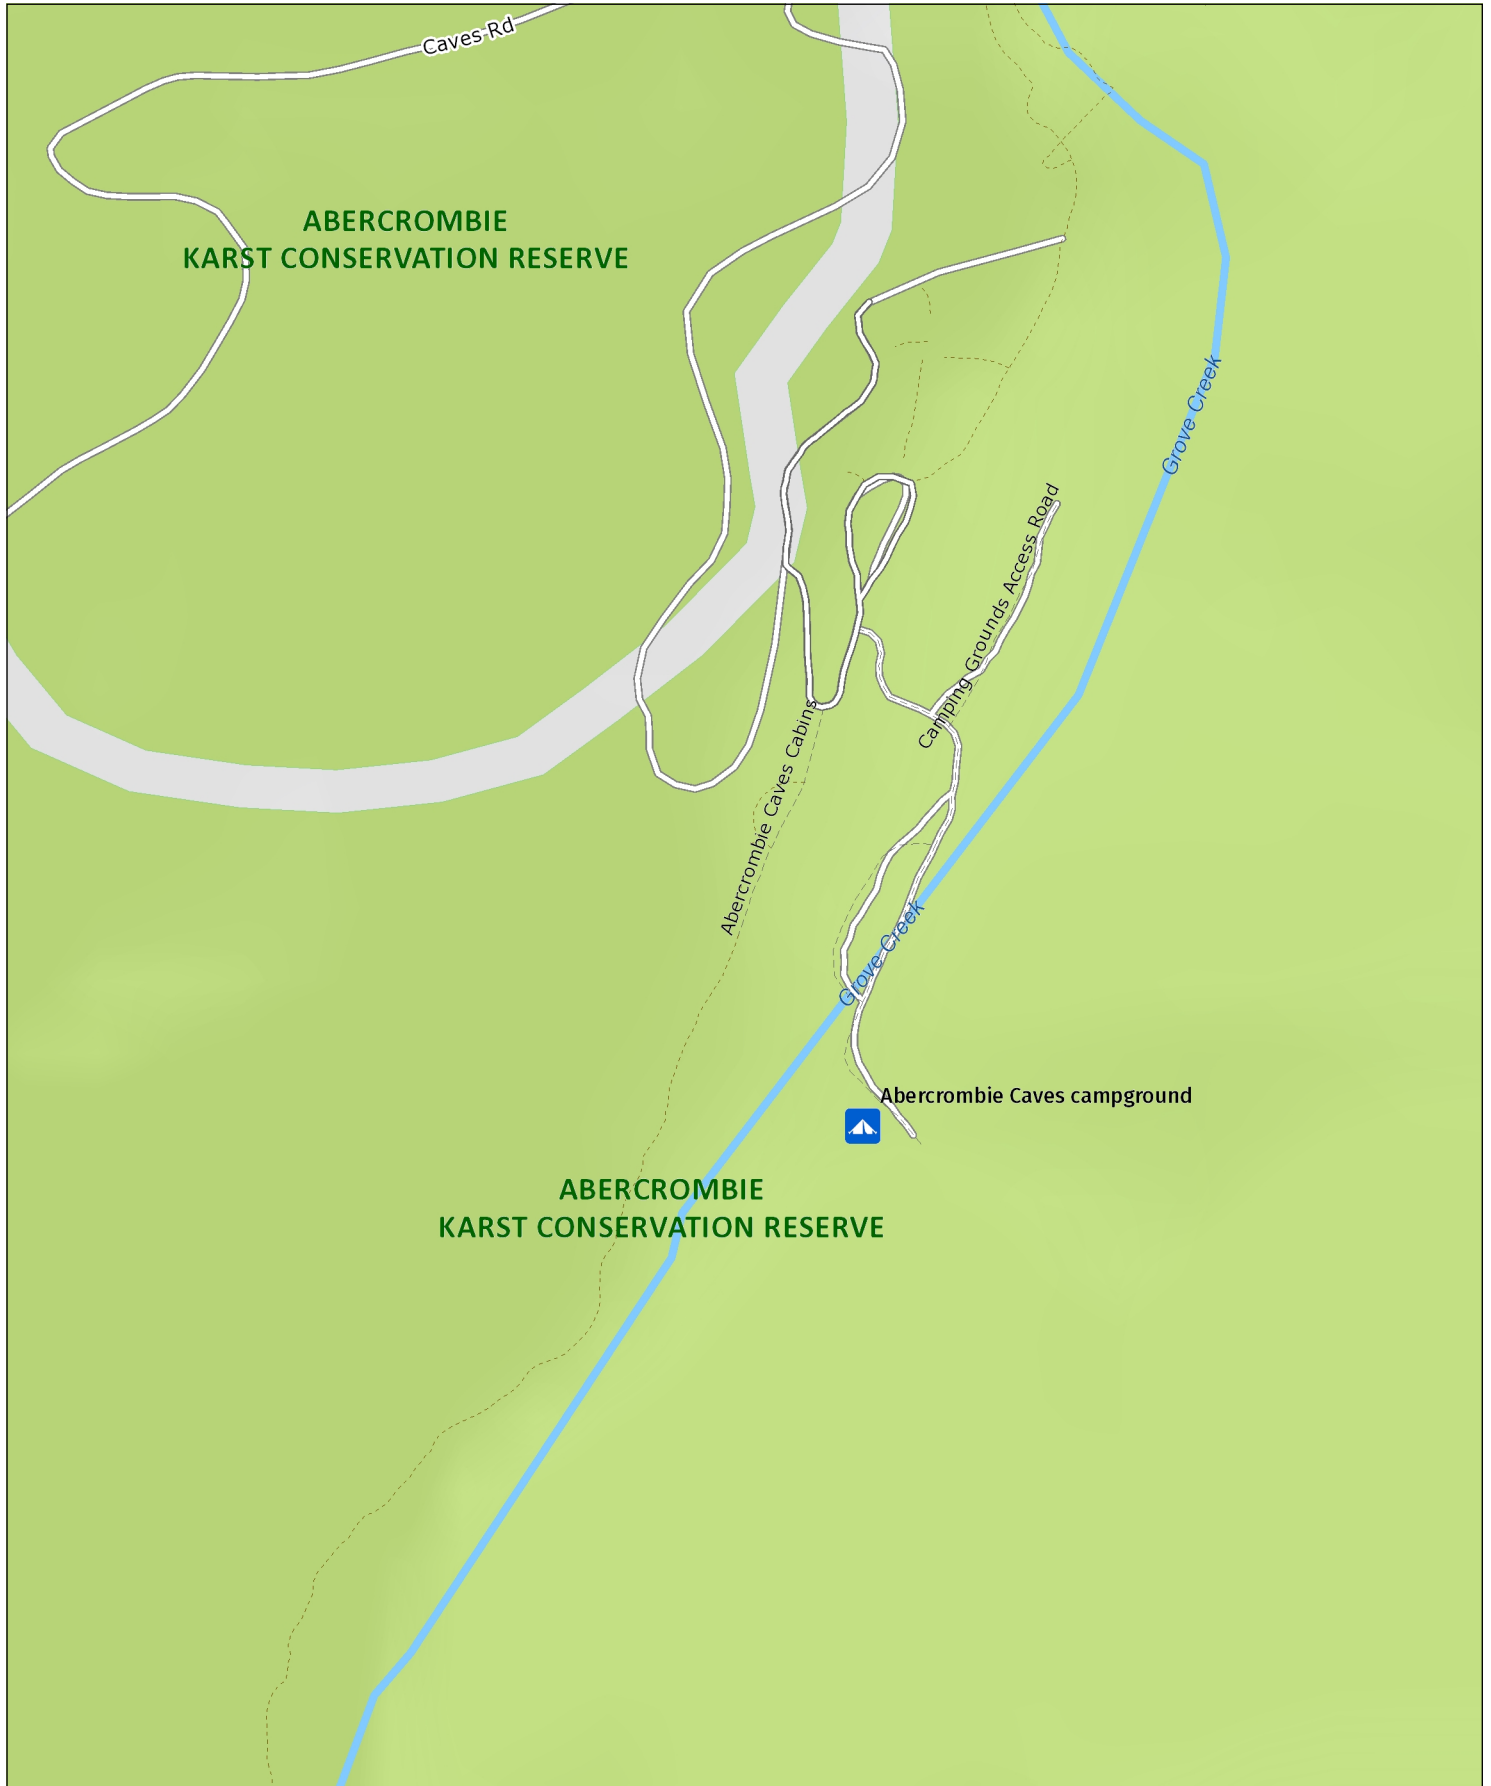 Caves Rd
ABERCROMBIE
KARST CONSERVATION RESERVE
Grove Creek
Camping Grounds Access Road
Abercrombie Caves Cabins
Grove Creek
Abercrombie Caves campground
ABERCROMBIE
KARST CONSERVATION RESERVE